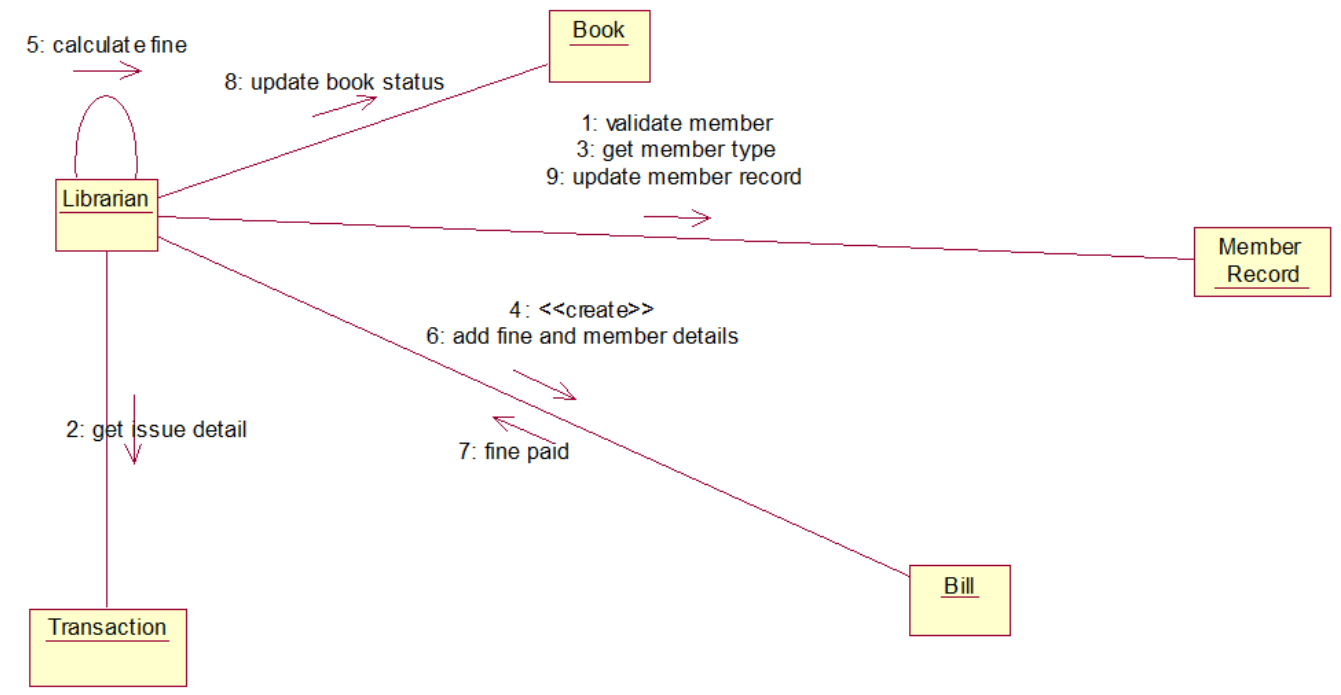 Book
5: calculate fine
8: update book status
1: validate member
3: get member type
9: update member record
Librarian
Member
Record
4: <<create>>
6: add fine and member details
2: get issue detail
7: fine paid
Bill
Transaction